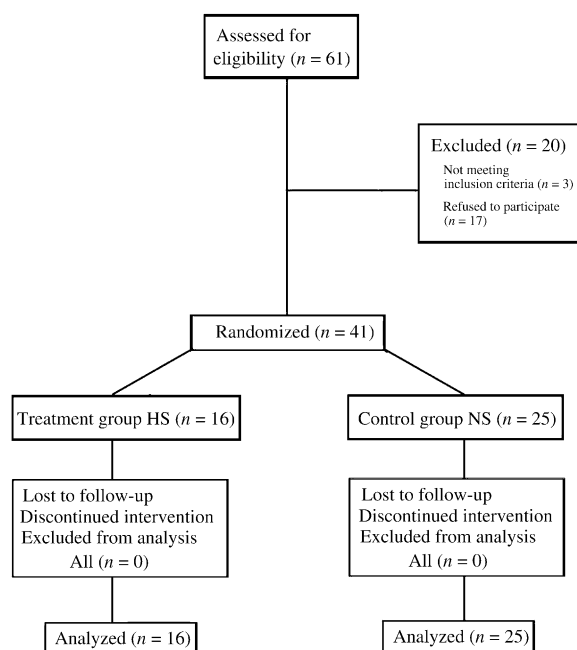 Assessed for
eligibility (n = 61)
Excluded (n = 20)
Not meeting
inclusion criteria (n = 3)
Refused to participate
(n = 17)
Randomized (n = 41)
Treatment group HS (n = 16)
Control group NS (n = 25)
Lost to follow-up
Discontinued intervention
Excluded from analysis
All (n = 0)
Lost to follow-up
Discontinued intervention
Excluded from analysis
All (n = 0)
Analyzed (n = 16)
Analyzed (n = 25)